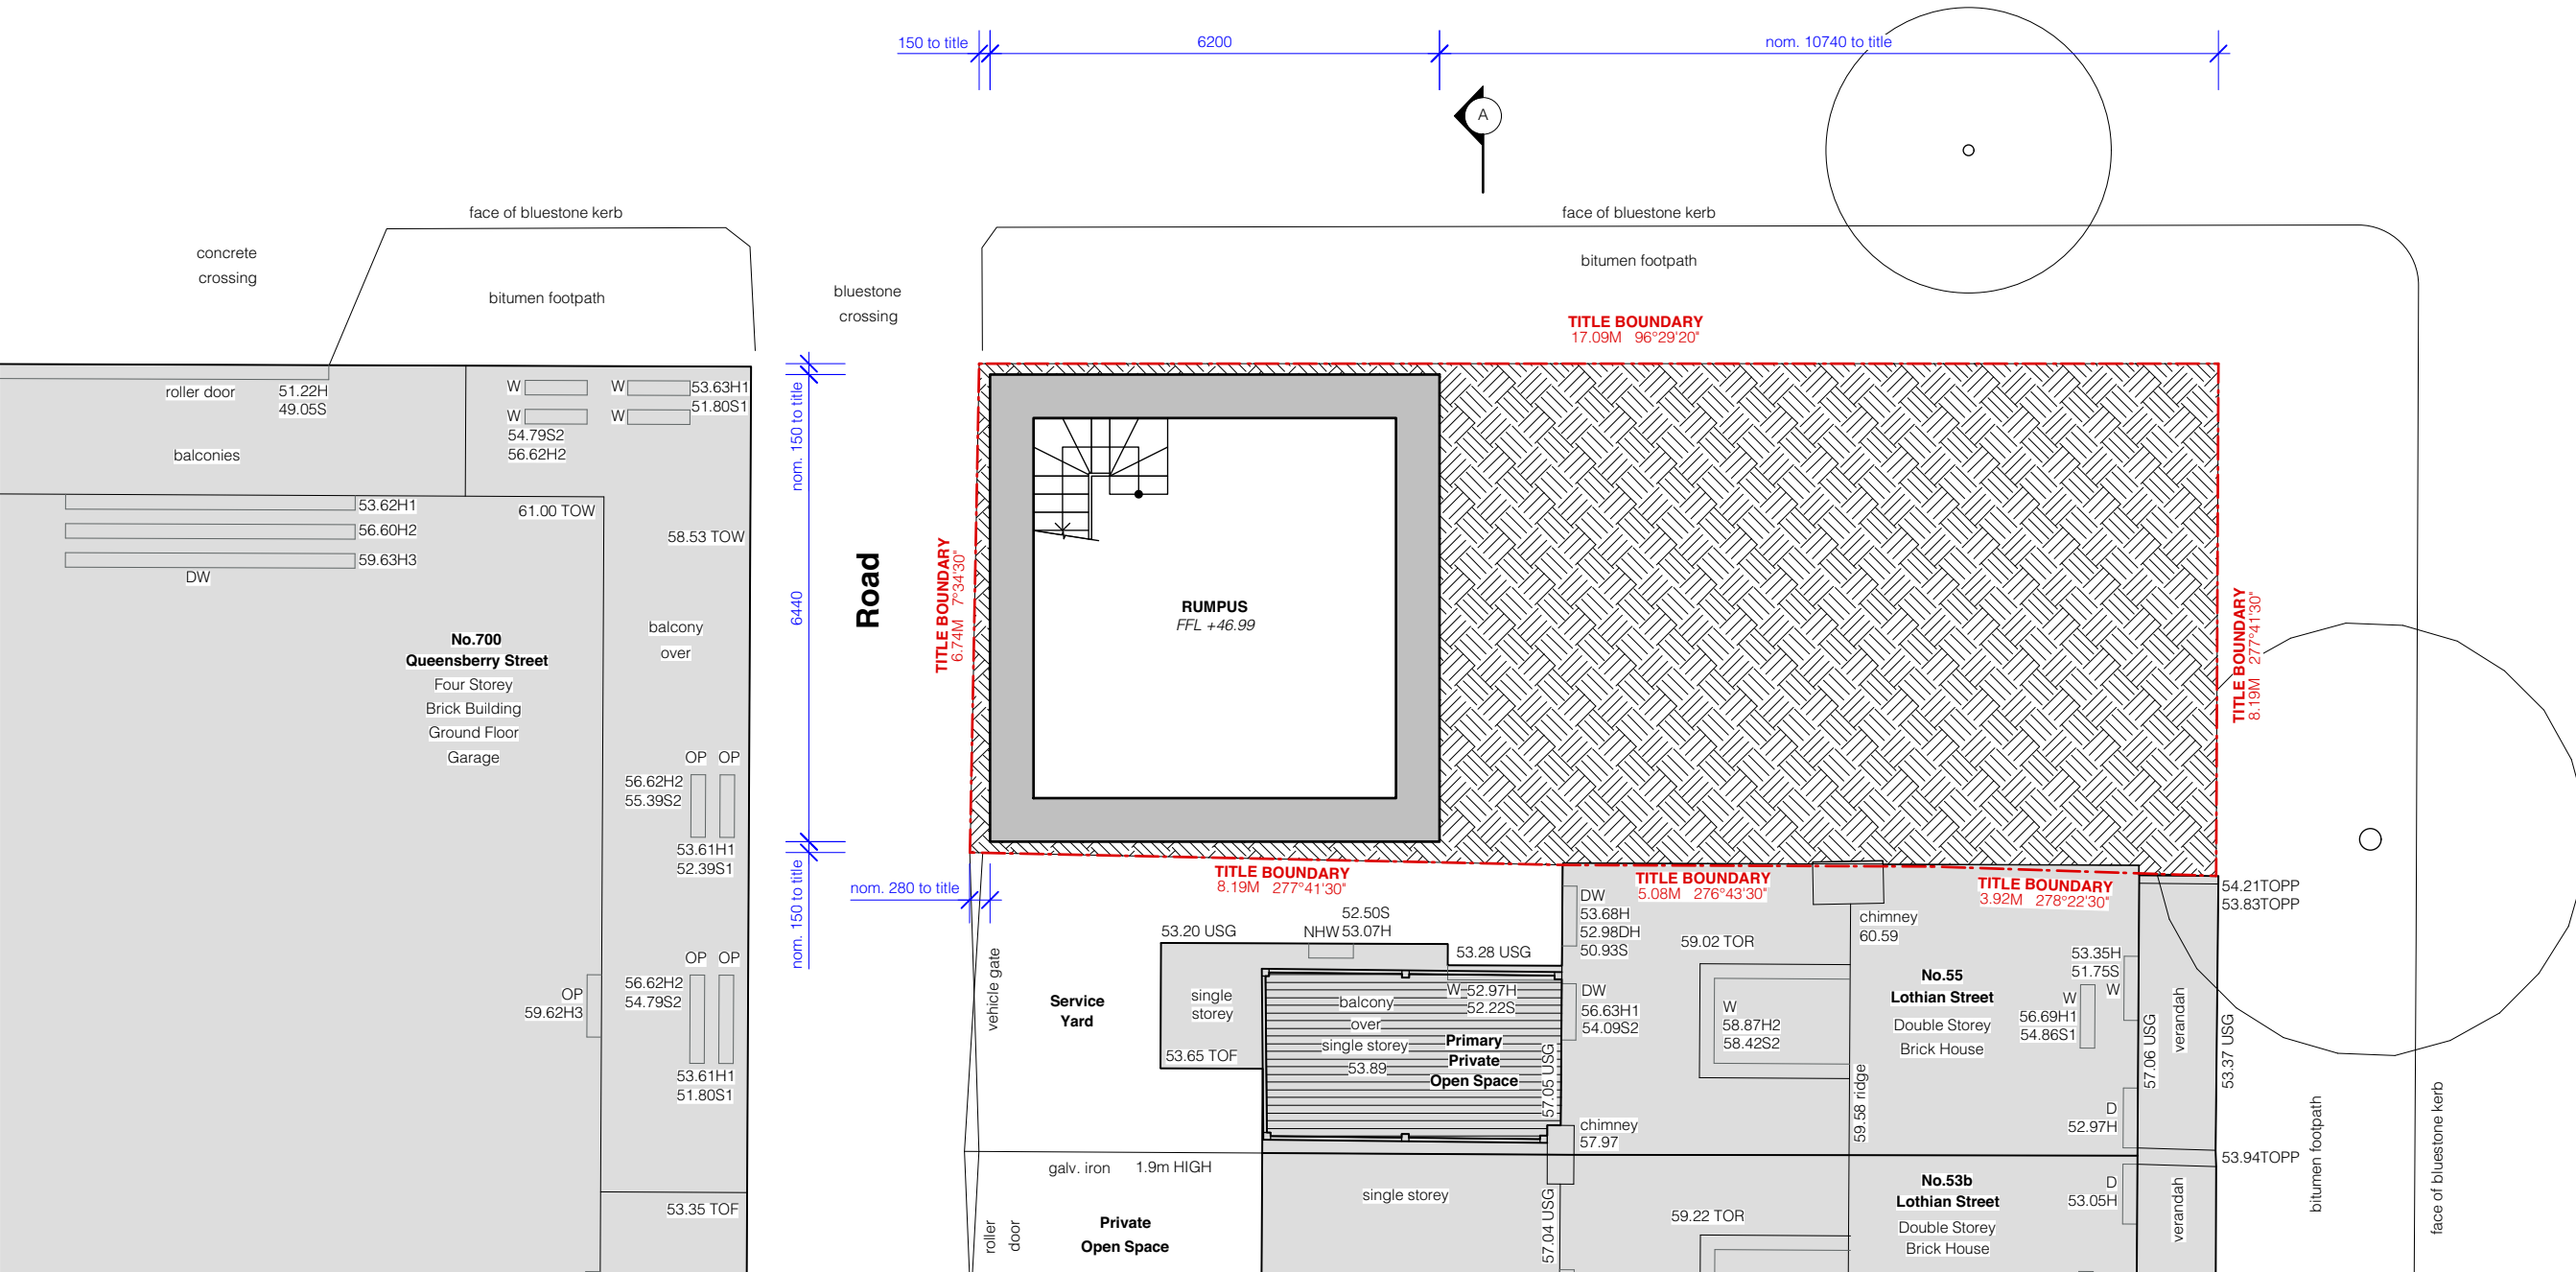 150 to title
6200
nom. 10740 to title
A
face of bluestone kerb
face of bluestone kerb
concrete
crossing
bitumen footpath
bluestone
crossing
bitumen footpath
TITLE BOUNDARY
17.09M 96°29'20"
roller door
51.22H
49.05S
balconies
W
W
53.63H1
51.80S1
W
W
54.79S2
56.62H2
nom. 150 to title
53.62H1
56.60H2
59.63H3
DW
61.00 TOW
58.53 TOW
6440
Road
TITLE BOUNDARY
6.74M 7°34'30"
RUMPUS
FFL +46.99
TITLE BOUNDARY
8.19M 277°41'30"
No.700
Queensberry Street
Four Storey
Brick Building
Ground Floor
Garage
balcony
over
OP
OP
56.62H2
55.39S2
53.61H1
52.39S1
nom. 150 to title
nom. 280 to title
TITLE BOUNDARY
8.19M 277°41'30"
TITLE BOUNDARY
5.08M 276°43'30"
TITLE BOUNDARY
3.92M 278°22'30"
54.21TOPP
53.83TOPP
OP
OP
56.62H2
54.79S2
OP
59.62H3
53.61H1
51.80S1
53.35 TOF
vehicle gate
Service
Yard
53.20 USG
52.50S
NHW 53.07H
53.28 USG
single
storey
53.65 TOF
balcony
over
single storey
53.89
W 52.97H
52.22S
Primary
Private
Open Space
57.05 USG
DW
53.68H
52.98DH
50.93S
DW
56.63H1
54.09S2
chimney
57.97
59.02 TOR
W
58.87H2
58.42S2
chimney
60.59
59.58 ridge
No.55
Lothian Street
Double Storey
Brick House
53.35H
51.75S
W
W
56.69H1
54.86S1
57.06 USG
verandah
53.37 USG
D
52.97H
53.94TOPP
bitumen footpath
face of bluestone kerb
galv. iron 1.9m HIGH
roller
door
Private
Open Space
single storey
57.04 USG
59.22 TOR
No.53b
Lothian Street
Double Storey
Brick House
D
53.05H
verandah